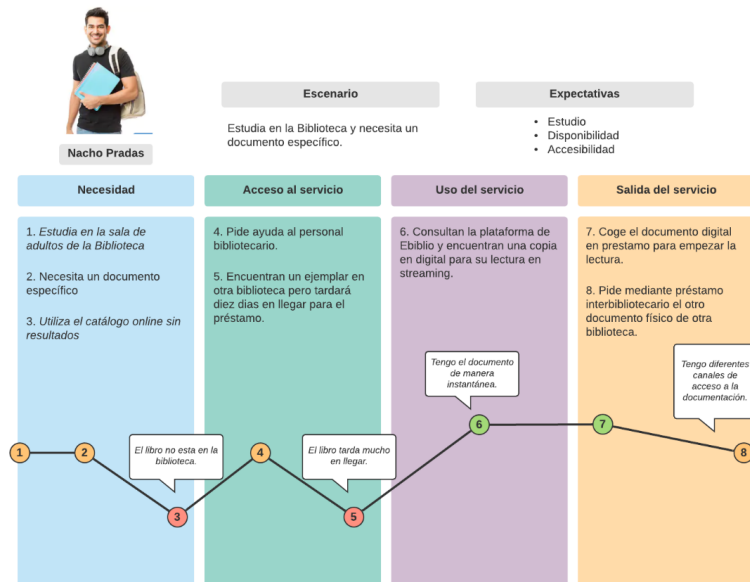 Nacho Pradas
Escenario
Estudia en la Biblioteca y necesita un
documento específico.
Expectativas
• Estudio
• Disponibilidad
• Accesibilidad
Necesidad
1. Estudia en la sala de
adultos de la Biblioteca
2. Necesita un documento
específico
3. Utiliza el catálogo online sin
resultados
Acceso al servicio
4. Pide ayuda al personal
bibliotecario.
5. Encuentran un ejemplar en
otra biblioteca pero tardará
diez días en llegar para el
préstamo.
Uso del servicio
6. Consultan la plataforma de
Ebiblio y encuentran una copia
en digital para su lectura en
streaming.
Salida del servicio
7. Coge el documento digital
en prestamo para empezar la
lectura.
8. Pide mediante préstamo
interbibliotecario el otro
documento físico de otra
biblioteca.
1
2
El libro no esta en la
biblioteca.
3
4
El libro tarda mucho
en llegar.
5
Tengo el documento
de manera
instantánea.
6
7
Tengo diferentes
canales de
acceso a la
documentación.
8